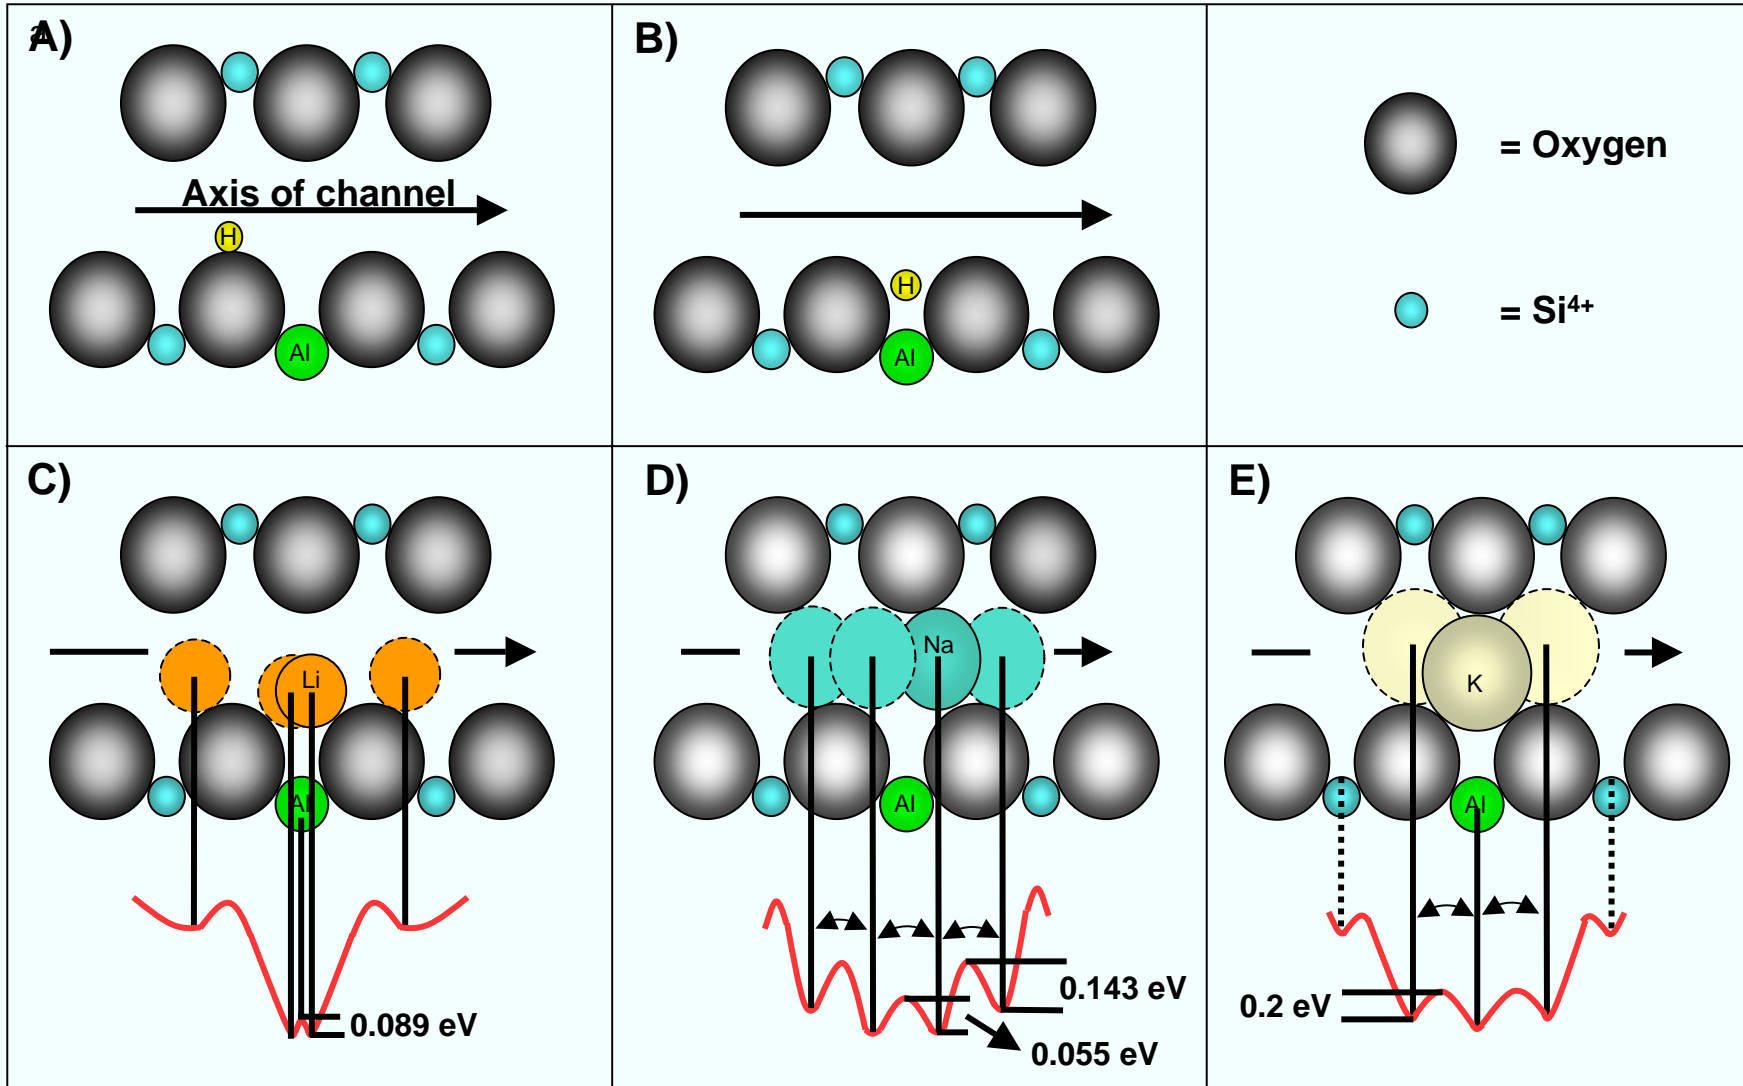 a
A)
Axis of channel
H
Al
B)
H
Al
= Oxygen
= Si⁴⁺
C)
Li
Al
0.089 eV
D)
Na
Al
0.143 eV
0.055 eV
E)
K
Al
0.2 eV